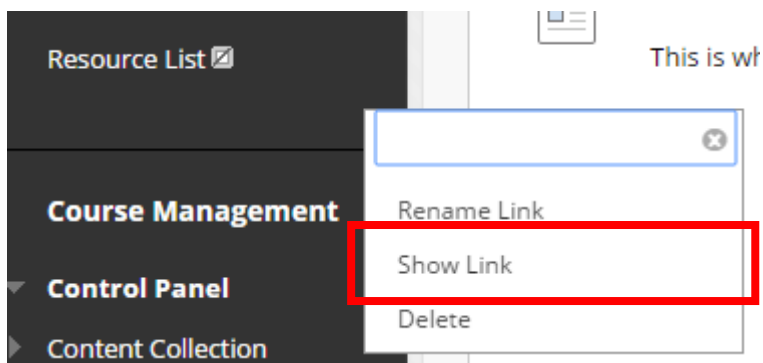 Resource List
This is wh
Course Management
Rename Link
Show Link
Control Panel
Delete
Content Collection